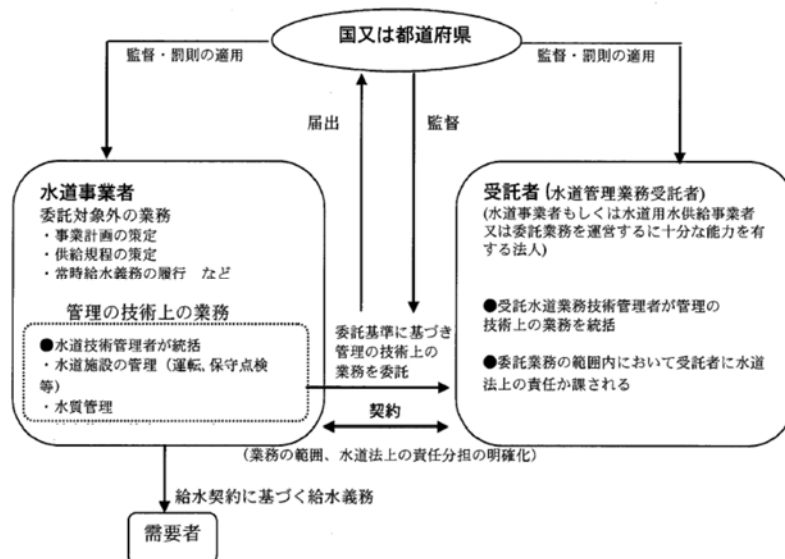 国又は都道府県
監督・罰則の適用
監督・罰則の適用
届出
監督
水道事業者
委託対象外の業務
・事業計画の策定
・供給規程の策定
・常時給水義務の履行 など
管理の技術上の業務
●水道技術管理者が統括
・水道施設の管理(運転、保守点検
等)
・水質管理
委託基準に基づき
管理の技術上の
業務を委託
契約
(業務の範囲、水道法上の責任分担の明確化)
受託者(水道管理業務受託者)
(水道事業者もしくは水道用水供給事業者
又は委託業務を運営するに十分な能力を有
する法人)
●受託水道業務技術管理者が管理の
技術上の業務を統括
●委託業務の範囲内において受託者に水道
法上の責任か課される
給水契約に基づく給水義務
需要者